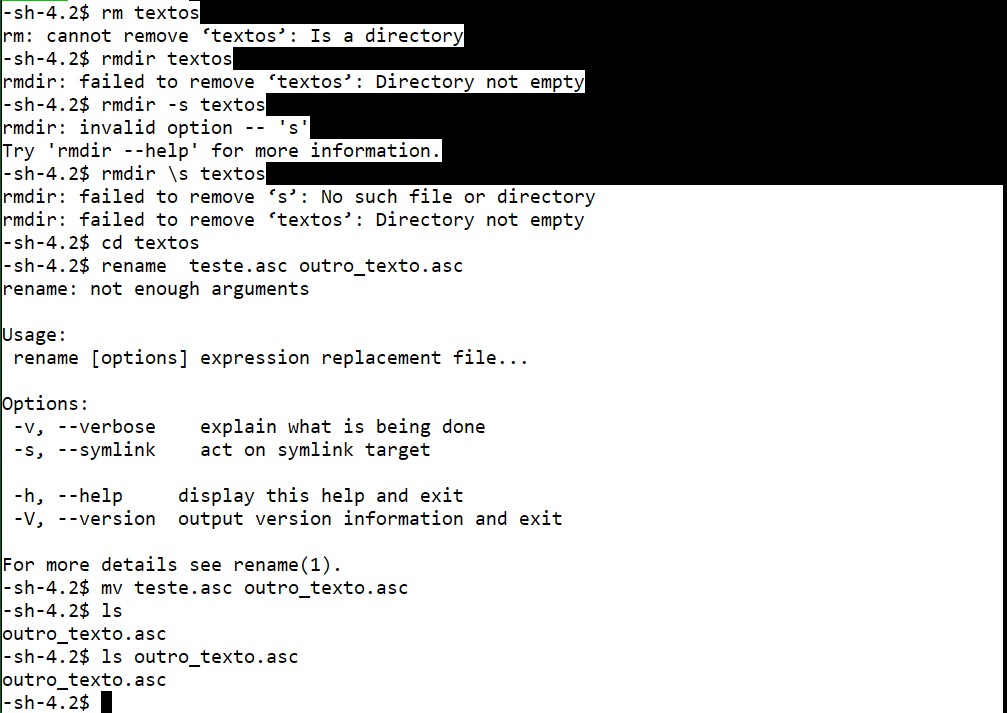 -sh-4.2$ rm textos
rm: cannot remove ‘textos’: Is a directory
-sh-4.2$ rmdir textos
rmdir: failed to remove ‘textos’: Directory not empty
-sh-4.2$ rmdir -s textos
rmdir: invalid option -- 's'
Try 'rmdir --help' for more information.
-sh-4.2$ rmdir \s textos
rmdir: failed to remove ‘s’: No such file or directory
rmdir: failed to remove ‘textos’: Directory not empty
-sh-4.2$ cd textos
-sh-4.2$ rename  teste.asc outro_texto.asc
rename: not enough arguments

Usage:
 rename [options] expression replacement file...

Options:
 -v, --verbose    explain what is being done
 -s, --symlink    act on symlink target

 -h, --help     display this help and exit
 -V, --version  output version information and exit

For more details see rename(1).
-sh-4.2$ mv teste.asc outro_texto.asc
-sh-4.2$ ls
outro_texto.asc
-sh-4.2$ ls outro_texto.asc
outro_texto.asc
-sh-4.2$